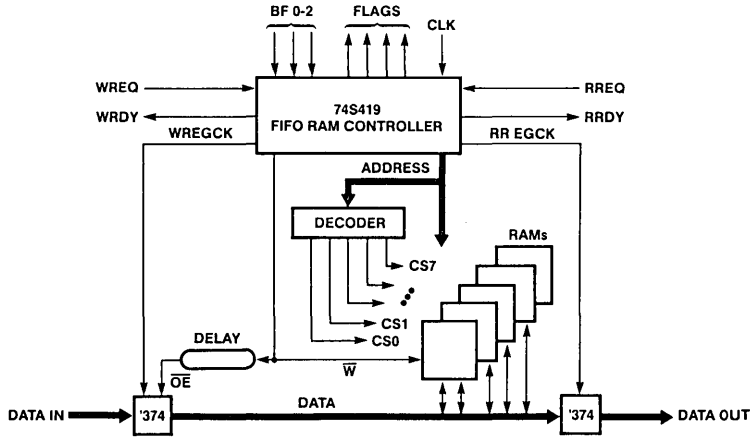 BF 0-2
FLAGS
CLK
WREQ
RREQ
74S419
FIFO RAM CONTROLLER
WRDY
RRDY
WREGCK
RR EGCK
ADDRESS
DECODER
RAMs
CS7
CS1
CS0
DELAY
W
OE
DATA IN
'374
DATA
'374
DATA OUT